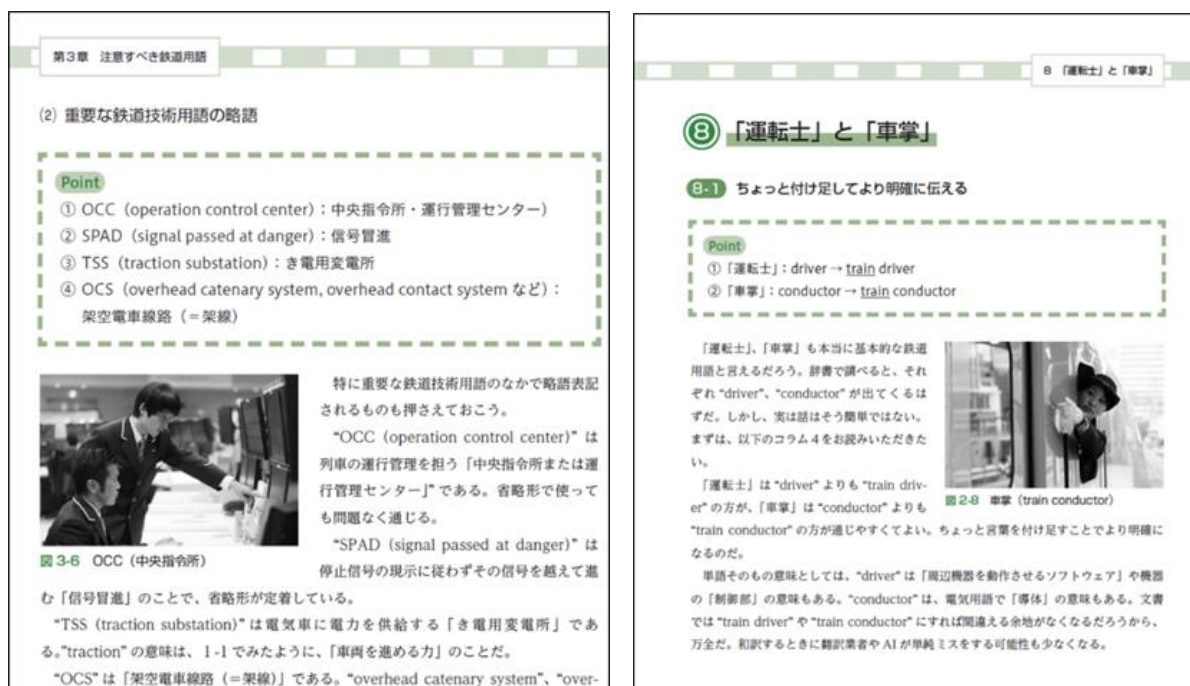 第3章 注意すべき鉄道用語
(2) 重要な鉄道技術用語の略語
Point
① OCC（operation control center）：中央指令所・運行管理センター）
② SPAD（signal passed at danger）：信号冒進
③ TSS（traction substation）：き電用変電所
④ OCS（overhead catenary system, overhead contact system など）：
架空電車線路（＝架線）
特に重要な鉄道技術用語のなかで略語表記
されるものも押さえておこう。
“OCC（operation control center）” は
列車の運行管理を担う「中央指令所または運
行管理センター」” である。省略形で使って
も問題なく通じる。
“SPAD（signal passed at danger）” は
停止信号の現示に従わずその信号を越えて進
図 3-6 OCC（中央指令所）
む「信号冒進」のことで、省略形が定着している。
“TSS（traction substation）” は電気車に電力を供給する「き電用変電所」であ
る。”traction” の意味は、1-1でみたように、「車両を進める力」のことだ。
“OCS” は「架空電車線路（＝架線）」である。“overhead catenary system”、“over-
8 「運転士」と「車掌」
⑧ 「運転士」と「車掌」
8-1 ちょっと付け足してより明確に伝える
Point
①「運転士」：driver → train driver
②「車掌」：conductor → train conductor
「運転士」、「車掌」も本当に基本的な鉄道
用語と言えるだろう。辞書で調べると、それ
ぞれ “driver”、“conductor” が出てくるは
ずだ。しかし、実は話はそう簡単ではない。
まずは、以下のコラム4をお読みいただきた
い。
「運転士」は “driver” よりも “train driv-
er” の方が、「車掌」は “conductor” よりも
図 2-8 車掌（train conductor）
“train conductor” の方が通じやすくてよい。ちょっと言葉を付け足すことでより明確に
なるのだ。
単語そのもの意味としては、“driver” は「周辺機器を動作させるソフトウェア」や機器
の「制御部」の意味もある。“conductor” は、電気用語で「導体」の意味もある。文書
では “train driver” や “train conductor” にすれば間違える余地がなくなるだろうから、
万全だ。和訳するときに翻訳業者や AI が単純ミスをする可能性も少なくなる。